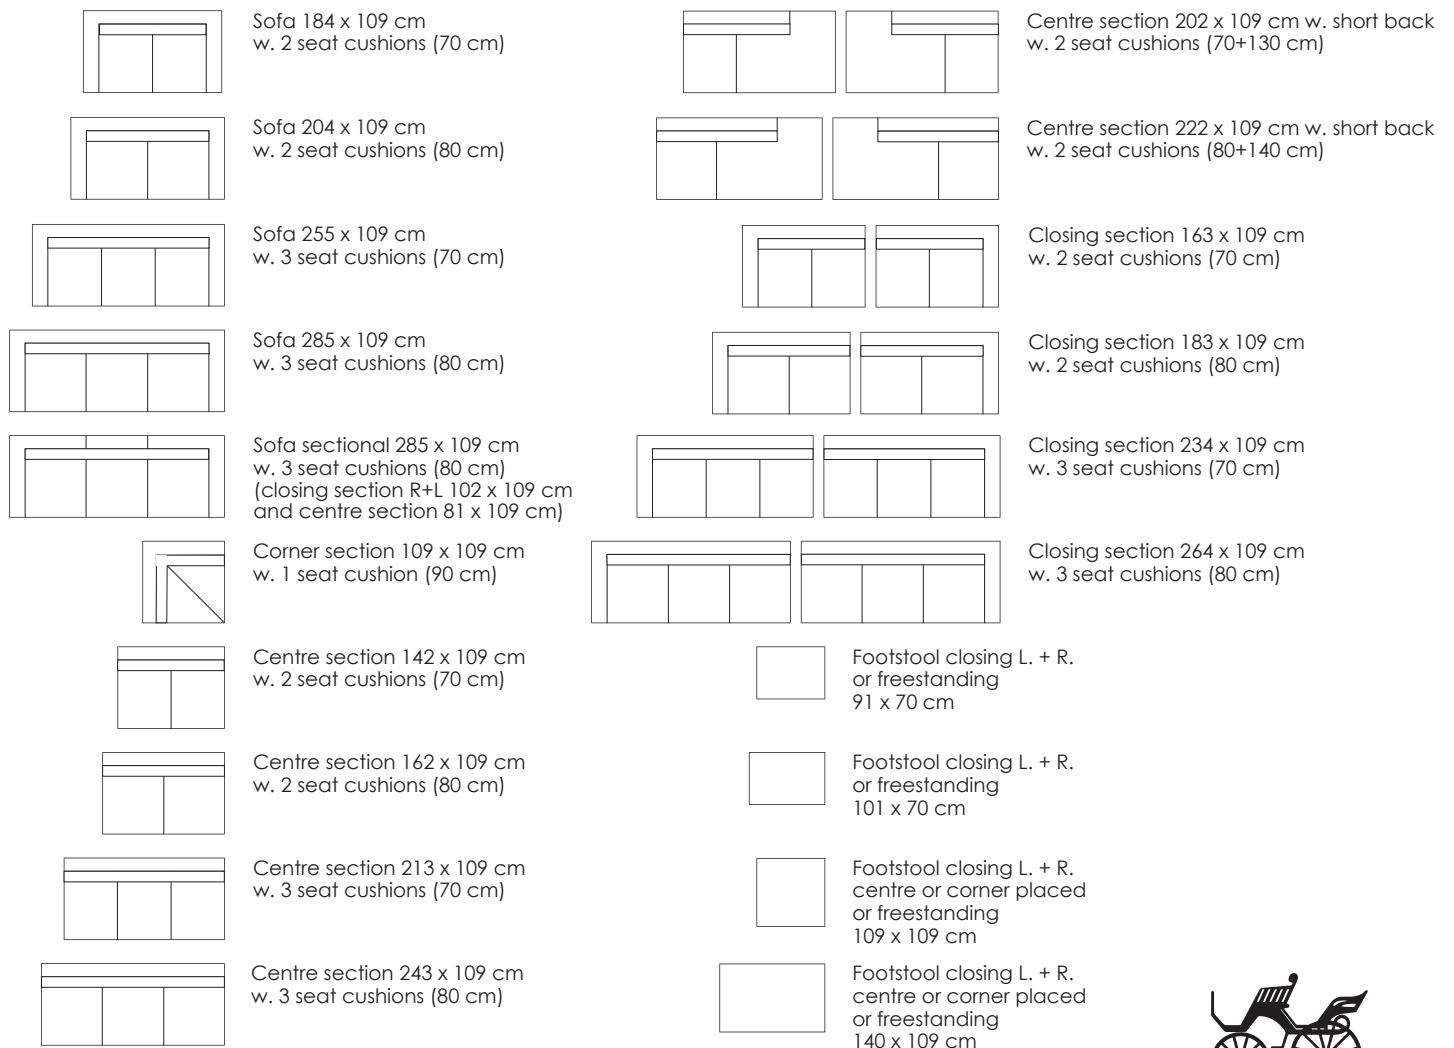 Sofa 184 x 109 cm
w. 2 seat cushions (70 cm)
Sofa 204 x 109 cm
w. 2 seat cushions (80 cm)
Sofa 255 x 109 cm
w. 3 seat cushions (70 cm)
Sofa 285 x 109 cm
w. 3 seat cushions (80 cm)
Sofa sectional 285 x 109 cm
w. 3 seat cushions (80 cm)
(closing section R+L 102 x 109 cm
and centre section 81 x 109 cm)
Corner section 109 x 109 cm
w. 1 seat cushion (90 cm)
Centre section 142 x 109 cm
w. 2 seat cushions (70 cm)
Centre section 162 x 109 cm
w. 2 seat cushions (80 cm)
Centre section 213 x 109 cm
w. 3 seat cushions (70 cm)
Centre section 243 x 109 cm
w. 3 seat cushions (80 cm)
Centre section 202 x 109 cm w. short back
w. 2 seat cushions (70+130 cm)
Centre section 222 x 109 cm w. short back
w. 2 seat cushions (80+140 cm)
Closing section 163 x 109 cm
w. 2 seat cushions (70 cm)
Closing section 183 x 109 cm
w. 2 seat cushions (80 cm)
Closing section 234 x 109 cm
w. 3 seat cushions (70 cm)
Closing section 264 x 109 cm
w. 3 seat cushions (80 cm)
Footstool closing L. + R.
or freestanding
91 x 70 cm
Footstool closing L. + R.
or freestanding
101 x 70 cm
Footstool closing L. + R.
centre or corner placed
or freestanding
109 x 109 cm
Footstool closing L. + R.
centre or corner placed
or freestanding
140 x 109 cm